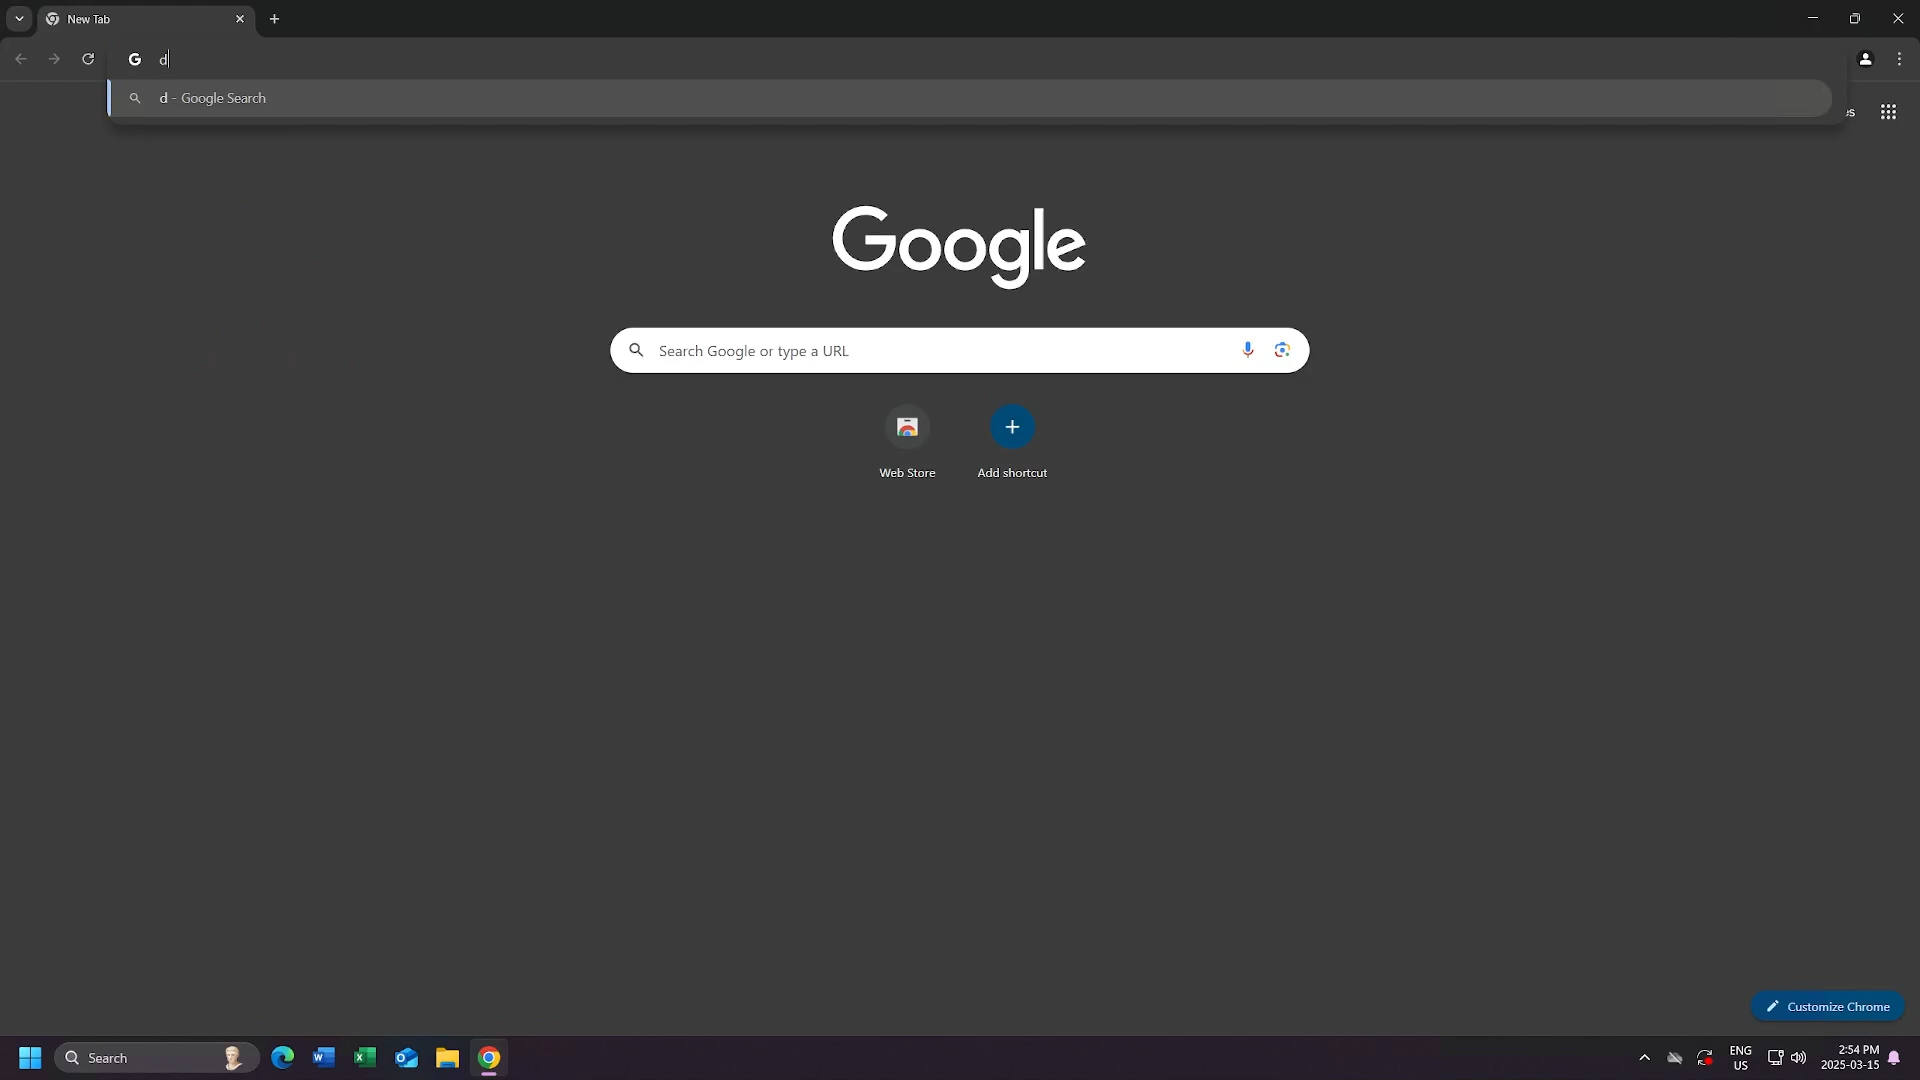 New Tab
d
d - Google Search
es
Google
Search Google or type a URL
Web Store
Add shortcut
Customize Chrome
Search
ENG
US
2:54 PM
2025-03-15